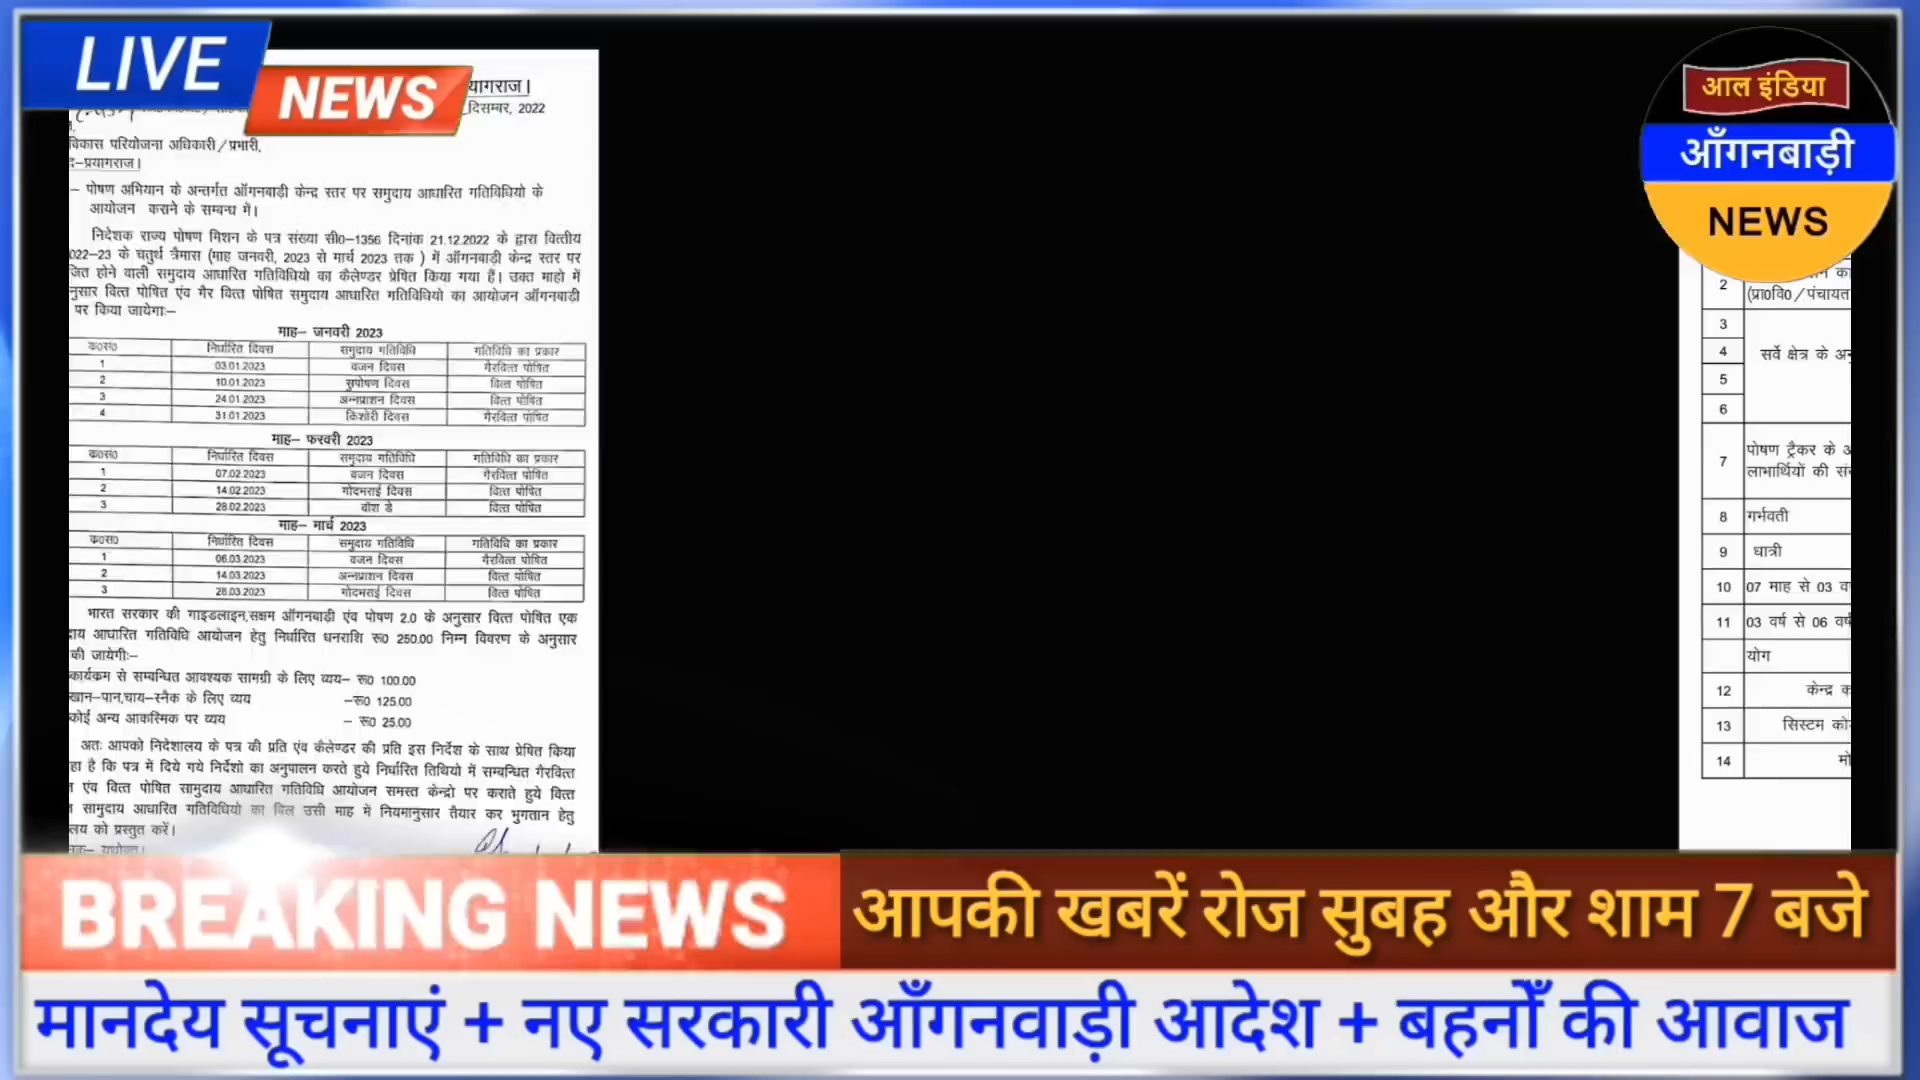 LIVE
NEWS
यागराज।
दिसम्बर, 2022
विकास परियोजना अधिकारी/प्रभारी,
द–प्रयागराज।
– पोषण अभियान के अन्तर्गत ऑगनबाड़ी केन्द्र स्तर पर समुदाय आधारित गतिविधियो के
आयोजन कराने के सम्बन्ध में।
निदेशक राज्य पोषण मिशन के पत्र संख्या सी0–1356 दिनांक 21.12.2022 के द्वारा वित्तीय
022–23 के चतुर्थ त्रैमास (माह जनवरी, 2023 से मार्च 2023 तक ) में ऑगनबाड़ी केन्द्र स्तर पर
जित होने वाली समुदाय आधारित गतिविधियो का कैलेण्डर प्रेषित किया गया है। उक्त माहो में
नुसार वित्त पोषित एंव गैर वित्त पोषित समुदाय आधारित गतिविधियो का आयोजन ऑगनबाडी
पर किया जायेगाः–
माह– जनवरी 2023
क0सं0 निर्धारित दिवस समुदाय गतिविधि गतिविधि का प्रकार
1 03.01.2023 वजन दिवस गैरवित्त पोषित
2 10.01.2023 सुपोषण दिवस वित्त पोषित
3 24.01.2023 अन्नप्राशन दिवस वित्त पोषित
4 31.01.2023 किशोरी दिवस गैरवित्त पोषित
माह– फरवरी 2023
क0सं0 निर्धारित दिवस समुदाय गतिविधि गतिविधि का प्रकार
1 07.02.2023 वजन दिवस गैरवित्त पोषित
2 14.02.2023 गोदभराई दिवस वित्त पोषित
3 28.02.2023 वॉश डे वित्त पोषित
माह– मार्च 2023
क0सं0 निर्धारित दिवस समुदाय गतिविधि गतिविधि का प्रकार
1 06.03.2023 वजन दिवस गैरवित्त पोषित
2 14.03.2023 अन्नप्राशन दिवस वित्त पोषित
3 28.03.2023 गोदभराई दिवस वित्त पोषित
भारत सरकार की गाइडलाइन,सक्षम ऑगनबाड़ी एंव पोषण 2.0 के अनुसार वित्त पोषित एक
दाय आधारित गतिविधि आयोजन हेतु निर्धारित धनराशि रू0 250.00 निम्न विवरण के अनुसार
की जायेगीः–
कार्यक्रम से सम्बन्धित आवश्यक सामग्री के लिए व्यय– रू0 100.00
खान–पान,चाय–स्नैक के लिए व्यय –रू0 125.00
कोई अन्य आकस्मिक पर व्यय – रू0 25.00
अतः आपको निदेशालय के पत्र की प्रति एंव कैलेण्डर की प्रति इस निर्देश के साथ प्रेषित किया
हा है कि पत्र में दिये गये निर्देशो का अनुपालन करते हुये निर्धारित तिथियो में सम्बन्धित गैरवित्त
एंव वित्त पोषित सामुदाय आधारित गतिविधि आयोजन समस्त केन्द्रो पर कराते हुये वित्त
सामुदाय आधारित गतिविधियो का बिल उसी माह में नियमानुसार तैयार कर भुगतान हेतु
लय को प्रस्तुत करें।
नक– यथोक्त।
आल इंडिया
आँगनबाड़ी
NEWS
2 (प्रा0वि0/पंचायत
3
4 सर्वे क्षेत्र के अनु
5
6
7 पोषण ट्रैकर के अ
लाभार्थियों की सं
8 गर्भवती
9 धात्री
10 07 माह से 03 व
11 03 वर्ष से 06 वर्ष
योग
12 केन्द्र क
13 सिस्टम को
14 मो
BREAKING NEWS
आपकी खबरें रोज सुबह और शाम 7 बजे
मानदेय सूचनाएं + नए सरकारी आँगनवाड़ी आदेश + बहनोँ की आवाज